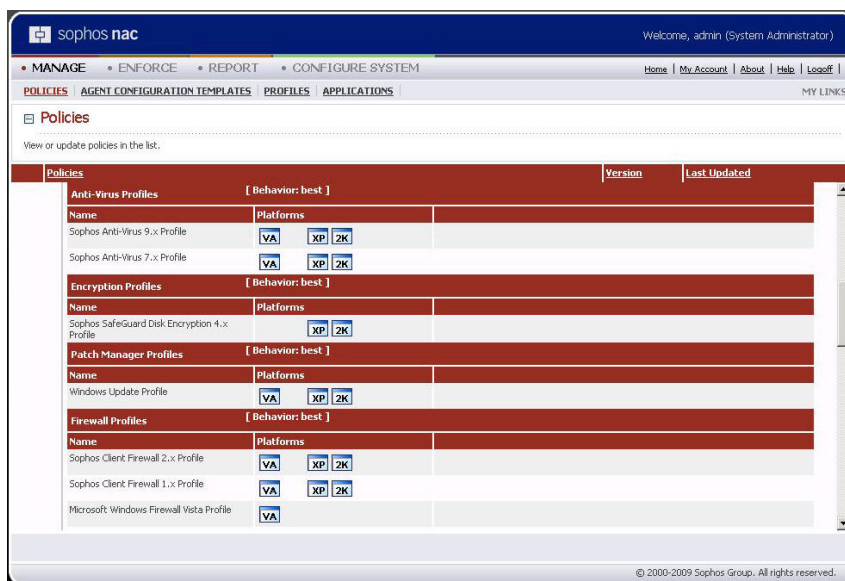 sophos nac
Welcome, admin (System Administrator)
• MANAGE • ENFORCE • REPORT • CONFIGURE SYSTEM
Home | My Account | About | Help | Logoff |
POLICIES AGENT CONFIGURATION TEMPLATES PROFILES APPLICATIONS
MY LINKS
Policies
View or update policies in the list.
Policies Version Last Updated
Anti-Virus Profiles [ Behavior: best ]
Name Platforms
Sophos Anti-Virus 9.x Profile VA XP 2K
Sophos Anti-Virus 7.x Profile VA XP 2K
Encryption Profiles [ Behavior: best ]
Name Platforms
Sophos SafeGuard Disk Encryption 4.x
Profile XP 2K
Patch Manager Profiles [ Behavior: best ]
Name Platforms
Windows Update Profile VA XP 2K
Firewall Profiles [ Behavior: best ]
Name Platforms
Sophos Client Firewall 2.x Profile VA XP 2K
Sophos Client Firewall 1.x Profile VA XP 2K
Microsoft Windows Firewall Vista Profile VA
© 2000-2009 Sophos Group. All rights reserved.